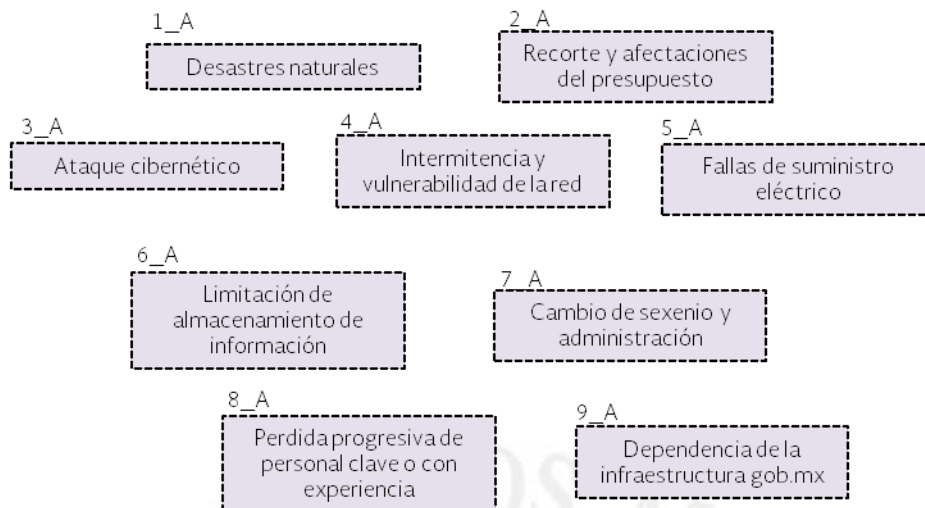 1_A
Desastres naturales
2_A
Recorte y afectaciones
del presupuesto
3_A
Ataque cibernético
4_A
Intermitencia y
vulnerabilidad de la red
5_A
Fallas de suministro
eléctrico
6_A
Limitación de
almacenamiento de
información
7_A
Cambio de sexenio y
administración
8_A
Perdida progresiva de
personal clave o con
experiencia
9_A
Dependencia de la
infraestructura gob.mx